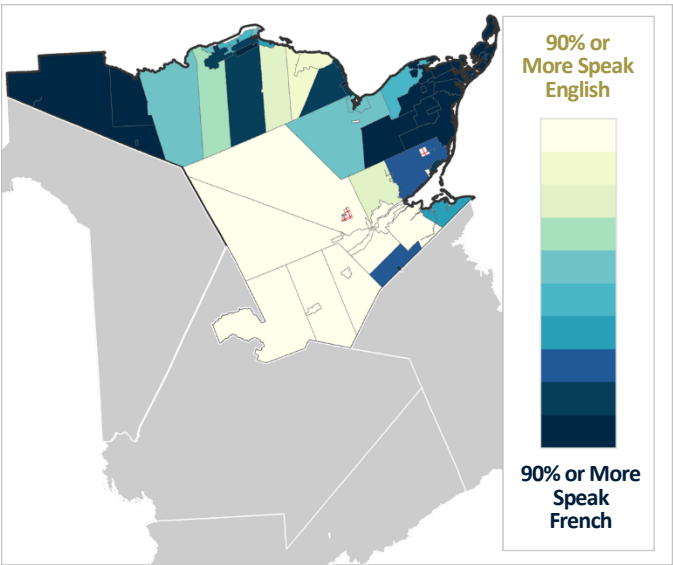 90% or
More Speak
English
90% or More
Speak
French